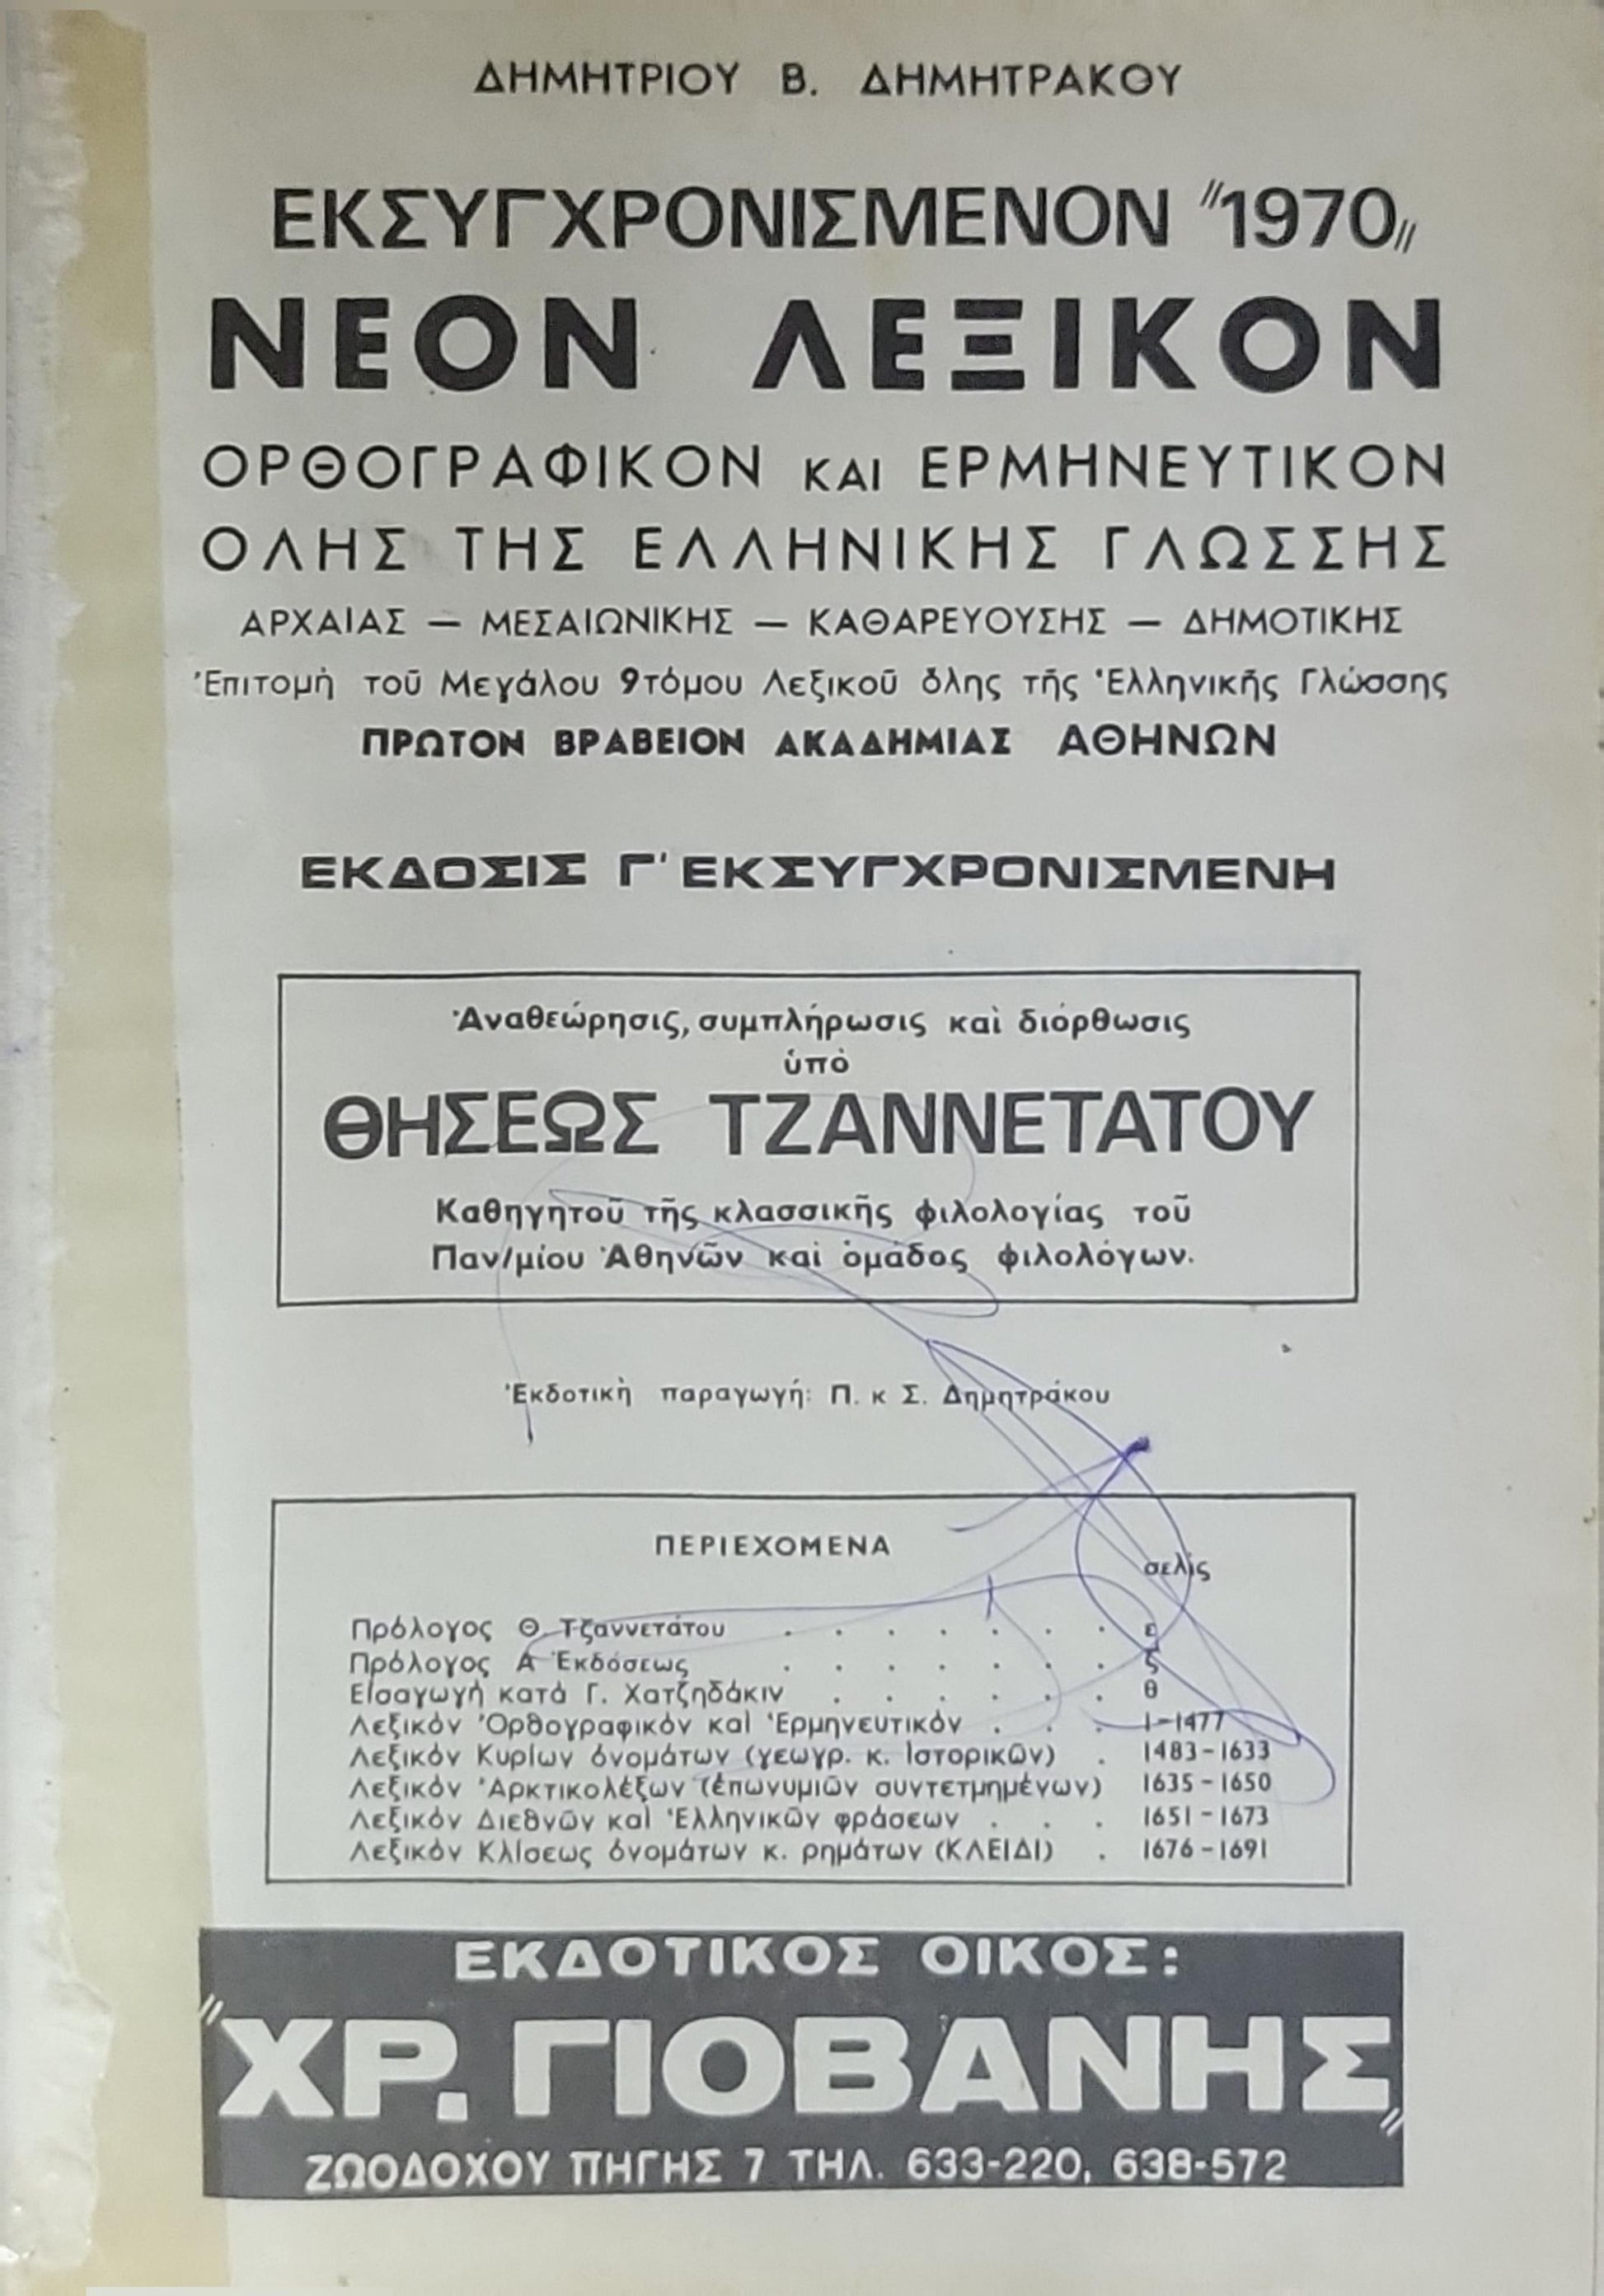 ΔΗΜΗΤΡΙΟΥ Β. ΔΗΜΗΤΡΑΚΟΥ
ΕΚΣΥΓΧΡΟΝΙΣΜΕΝΟΝ "1970"
ΝΕΟΝ ΛΕΞΙΚΟΝ
ΟΡΘΟΓΡΑΦΙΚΟΝ ΚΑΙ ΕΡΜΗΝΕΥΤΙΚΟΝ
ΟΛΗΣ ΤΗΣ ΕΛΛΗΝΙΚΗΣ ΓΛΩΣΣΗΣ
ΑΡΧΑΙΑΣ — ΜΕΣΑΙΩΝΙΚΗΣ — ΚΑΘΑΡΕΥΟΥΣΗΣ — ΔΗΜΟΤΙΚΗΣ
Ἐπιτομὴ τοῦ Μεγάλου 9τόμου Λεξικοῦ ὅλης τῆς Ἑλληνικῆς Γλώσσης
ΠΡΩΤΟΝ ΒΡΑΒΕΙΟΝ ΑΚΑΔΗΜΙΑΣ ΑΘΗΝΩΝ
ΕΚΔΟΣΙΣ Γ' ΕΚΣΥΓΧΡΟΝΙΣΜΕΝΗ
Ἀναθεώρησις, συμπλήρωσις καὶ διόρθωσις
ὑπὸ
ΘΗΣΕΩΣ ΤΖΑΝΝΕΤΑΤΟΥ
Καθηγητοῦ τῆς κλασσικῆς φιλολογίας τοῦ
Παν/μίου Ἀθηνῶν καὶ ὁμάδος φιλολόγων.
Ἐκδοτικὴ παραγωγή: Π. κ Σ. Δημητράκου
ΠΕΡΙΕΧΟΜΕΝΑ
σελίς
Πρόλογος Θ. Τζαννετάτου . . . . . . . ε
Πρόλογος Α Ἐκδόσεως . . . . . . . ζ
Εἰσαγωγὴ κατὰ Γ. Χατζηδάκιν . . . . . . θ
Λεξικὸν Ὀρθογραφικὸν καὶ Ἑρμηνευτικὸν . . . 1-1477
Λεξικὸν Κυρίων ὀνομάτων (γεωγρ. κ. Ἱστορικῶν) . 1483-1633
Λεξικὸν Ἀρκτικολέξων (ἐπωνυμιῶν συντετμημένων) 1635-1650
Λεξικὸν Διεθνῶν καὶ Ἑλληνικῶν φράσεων . . . 1651-1673
Λεξικὸν Κλίσεως ὀνομάτων κ. ρημάτων (ΚΛΕΙΔΙ) . 1676-1691
ΕΚΔΟΤΙΚΟΣ ΟΙΚΟΣ:
"ΧΡ. ΓΙΟΒΑΝΗΣ"
ΖΩΟΔΟΧΟΥ ΠΗΓΗΣ 7 ΤΗΛ. 633-220, 638-572